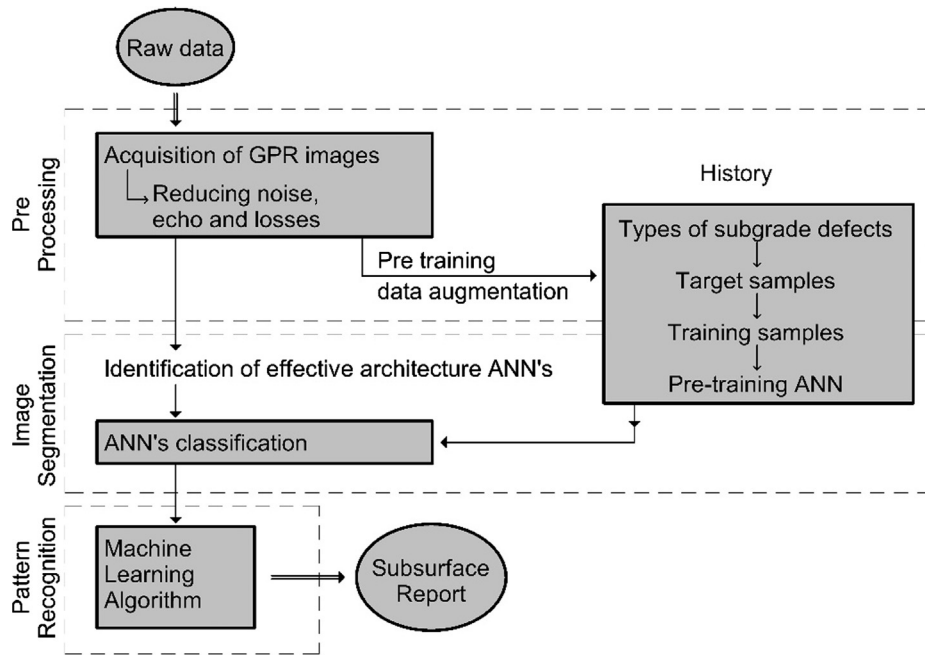 Raw data
Pre
Processing
Acquisition of GPR images
Reducing noise,
echo and losses
History
Pre training
data augmentation
Types of subgrade defects
Target samples
Training samples
Pre-training ANN
Image
Segmentation
Identification of effective architecture ANN's
ANN's classification
Pattern
Recognition
Machine
Learning
Algorithm
Subsurface
Report